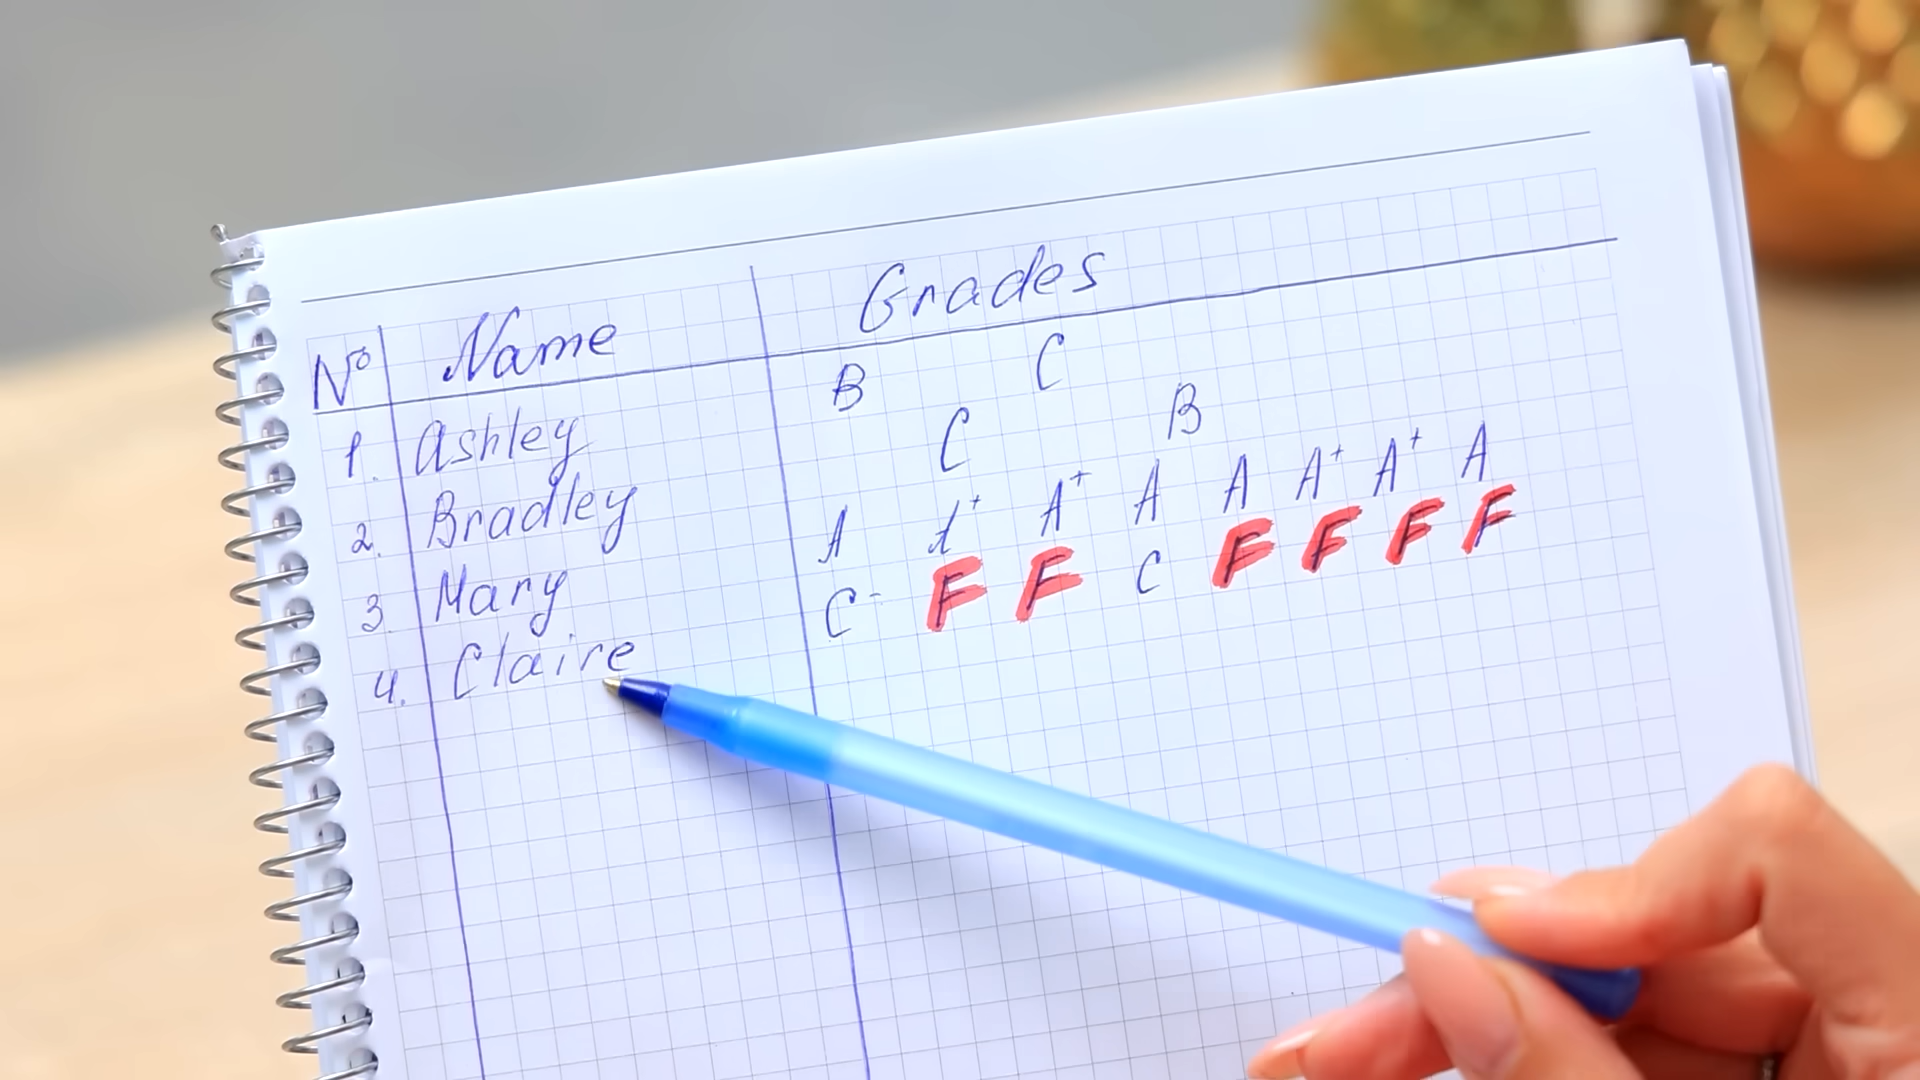 Nº Name Grades
1. Ashley B C
2. Bradley C B
3. Mary A A+ A+ A A A+ A+ A
4. Claire C- F F C F F F F